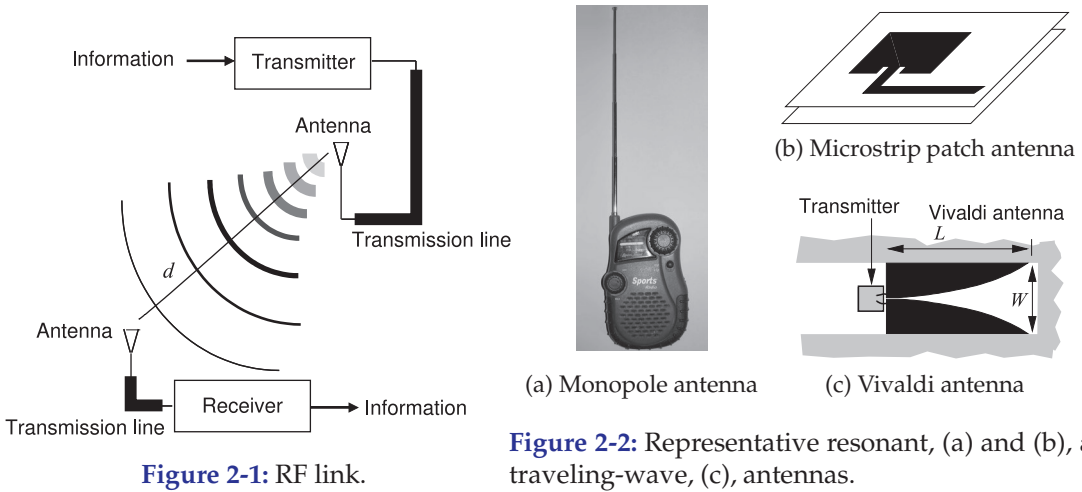 Information
Transmitter
Antenna
Transmission line
d
Antenna
Receiver
Information
Transmission line
Figure 2-1: RF link.
Sports
(a) Monopole antenna
(b) Microstrip patch antenna
Transmitter
Vivaldi antenna
L
W
(c) Vivaldi antenna
Figure 2-2: Representative resonant, (a) and (b), a
traveling-wave, (c), antennas.